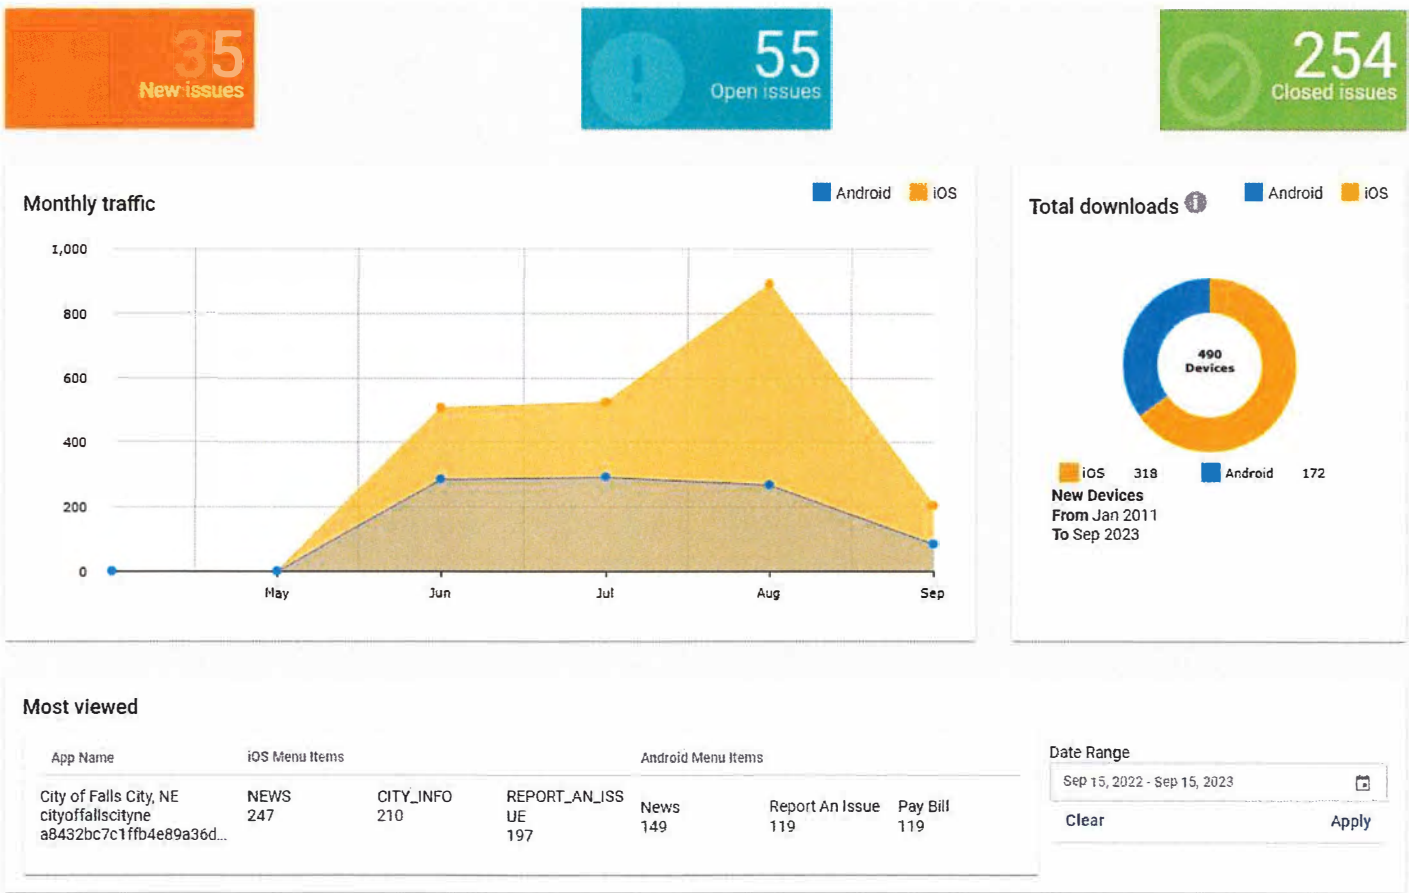 35
New issues
55
Open issues
254
Closed issues
Monthly traffic
Android iOS
1,000
800
600
400
200
0
May Jun Jul Aug Sep
Total downloads
Android iOS
490
Devices
iOS 318 Android 172
New Devices
From Jan 2011
To Sep 2023
Most viewed
App Name iOS Menu Items Android Menu Items
City of Falls City, NE
cityoffallscityne
a8432bc7c1ffb4e89a36d...
NEWS
247
CITY_INFO
210
REPORT_AN_ISS
UE
197
News
149
Report An Issue
119
Pay Bill
119
Date Range
Sep 15, 2022 - Sep 15, 2023
Clear Apply